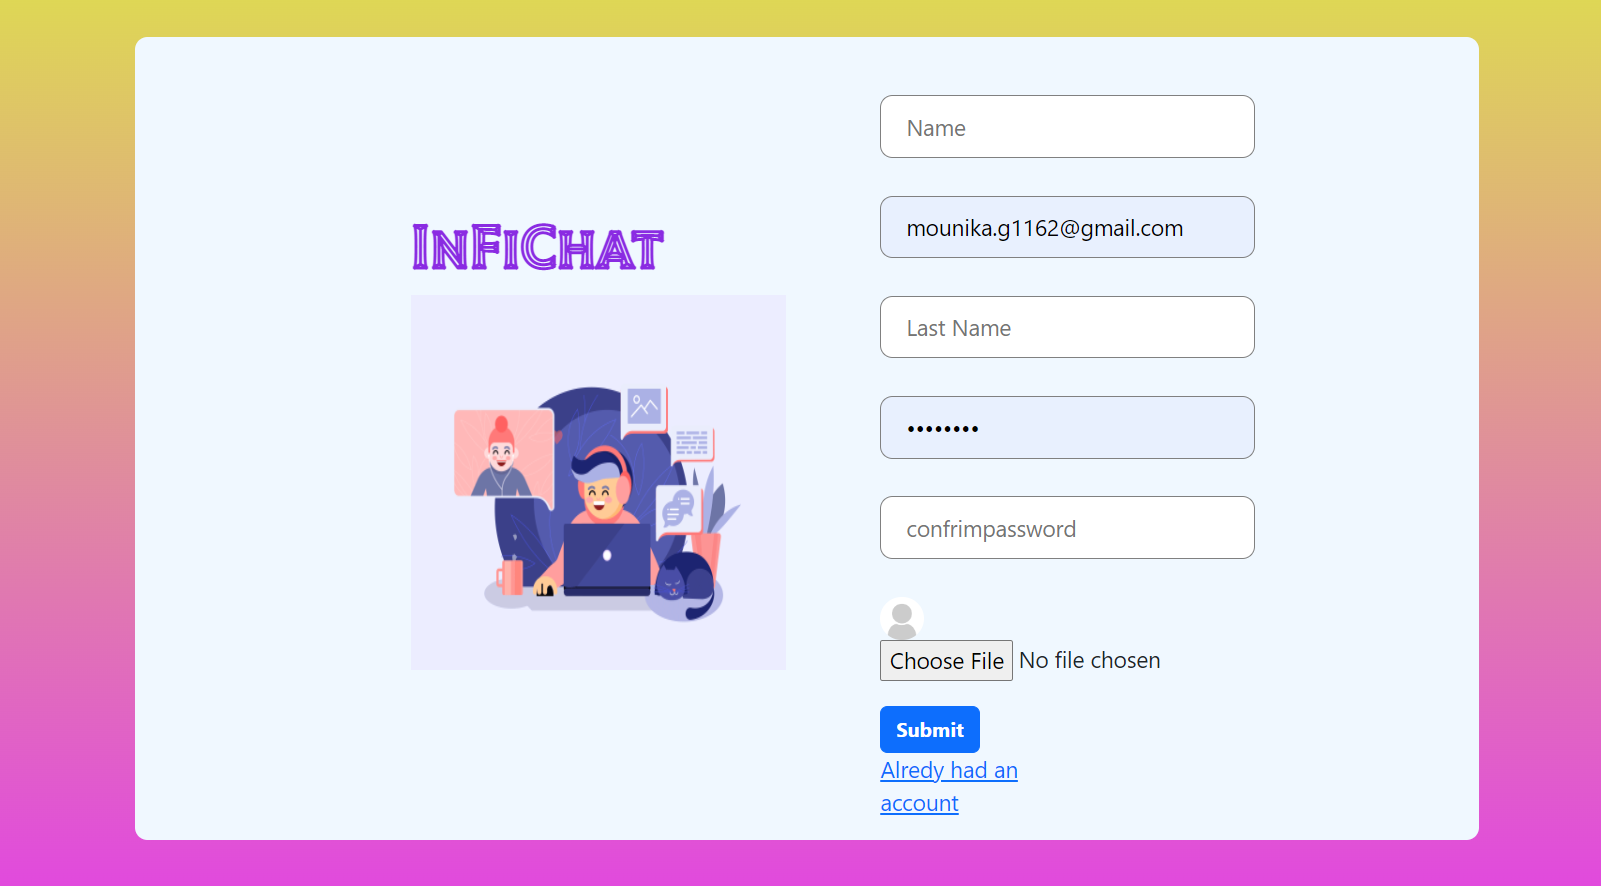 InFiChat
Name
mounika.g1162@gmail.com
Last Name
••••••••
confrimpassword
Choose File No file chosen
Submit
Alredy had an
account